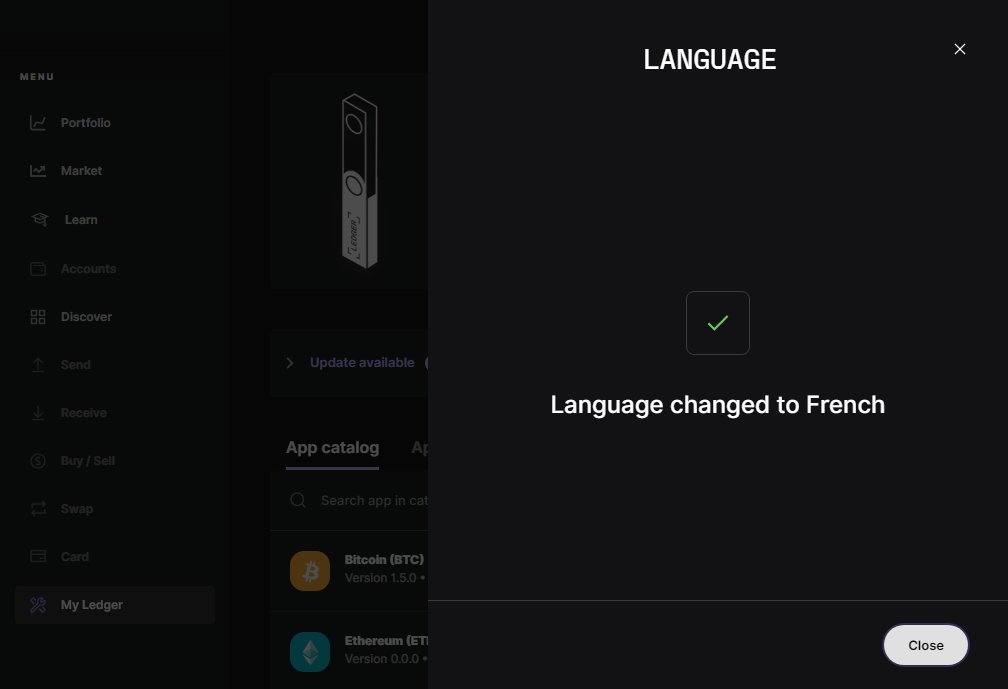 MENU
Portfolio
Market
Learn
Accounts
Discover
Send
Receive
Buy / Sell
Swap
Card
My Ledger
LEDGER
Update available
App catalog
Search app in cat
Bitcoin (BTC)
Version 1.5.0 •
Ethereum (ET
Version 0.0.0 •
LANGUAGE
Language changed to French
Close